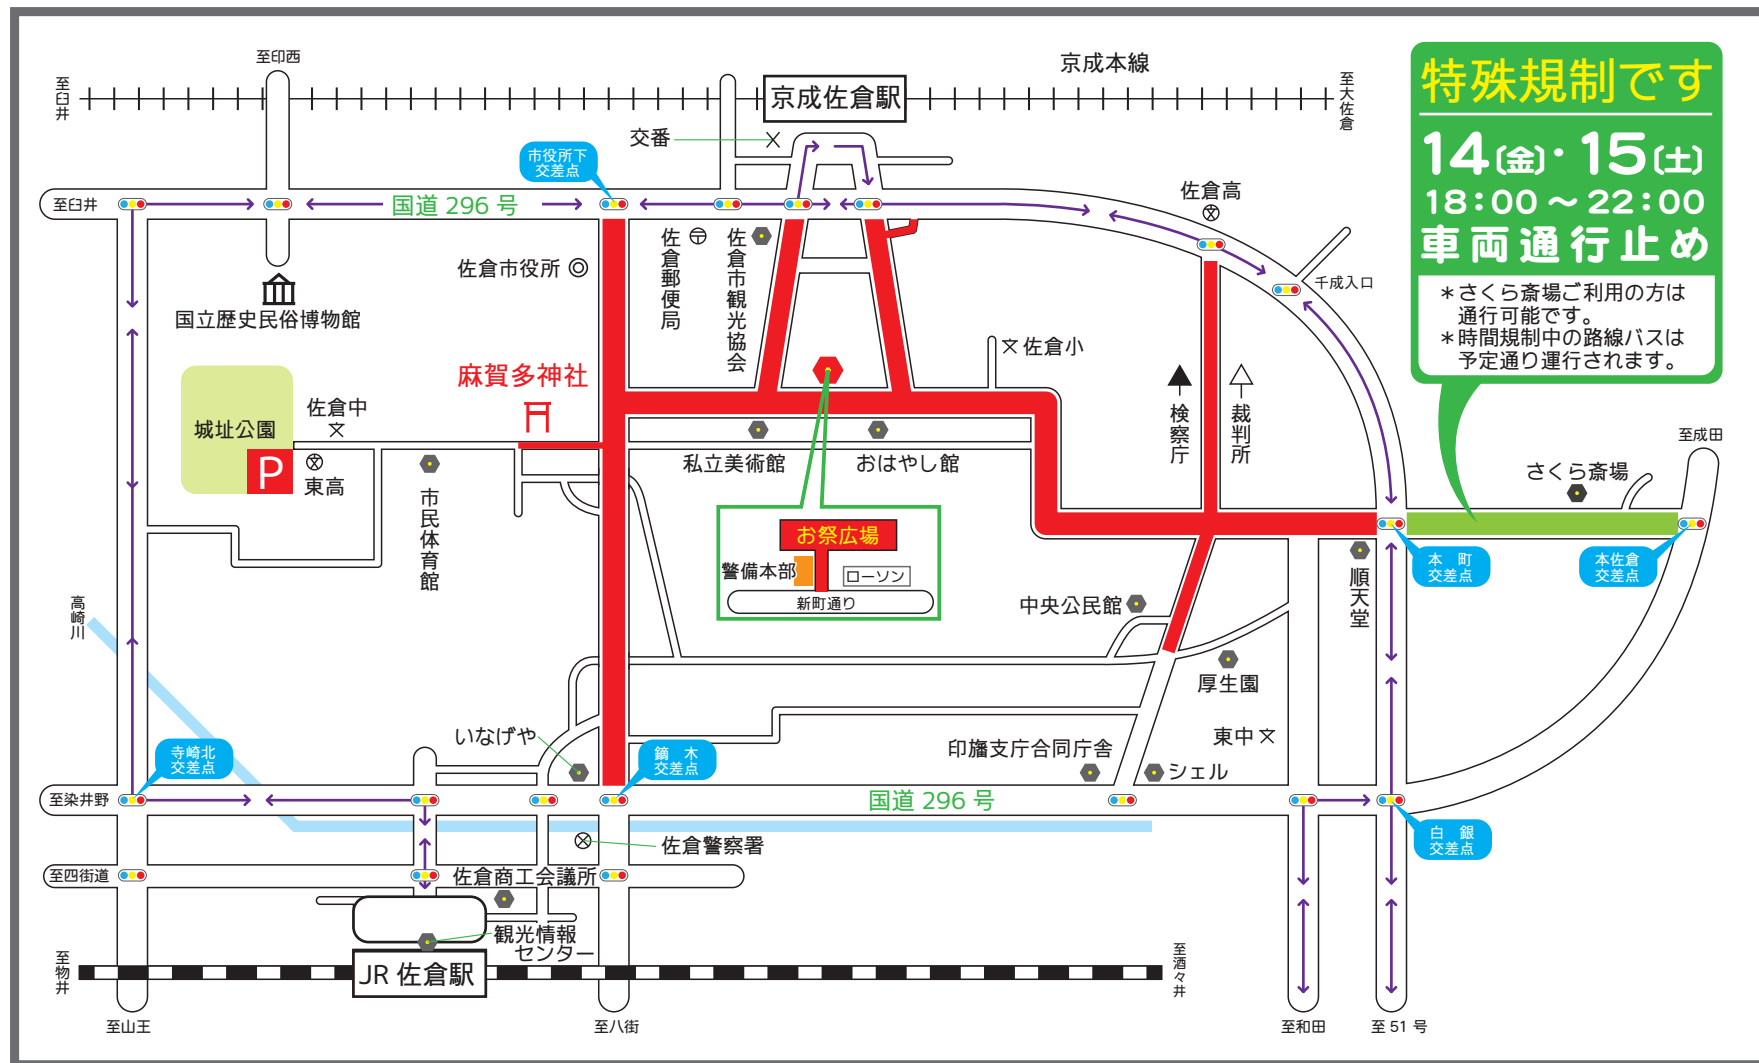 至印西
京成本線
至臼井
京成佐倉駅
至大佐倉
特殊規制です
14〔金〕・15〔土〕
18:00～22:00
車両通行止め
＊さくら斎場ご利用の方は
通行可能です。
＊時間規制中の路線バスは
予定通り運行されます。
交番
市役所下
交差点
佐倉高
至臼井
国道 296 号
佐倉市役所
佐倉郵便局
佐倉市観光協会
千成入口
国立歴史民俗博物館
佐倉小
麻賀多神社
検察庁
裁判所
佐倉中
城址公園
P
東高
私立美術館
おはやし館
至成田
さくら斎場
市民体育館
お祭広場
警備本部
ローソン
新町通り
本 町
交差点
本佐倉
交差点
順天堂
高崎川
中央公民館
厚生園
いなげや
寺崎北
交差点
鏑 木
交差点
印旛支庁合同庁舎
東中
シェル
至染井野
国道 296 号
白 銀
交差点
佐倉警察署
至四街道
佐倉商工会議所
観光情報
センター
至物井
JR 佐倉駅
至酒々井
至山王
至八街
至和田
至 51 号